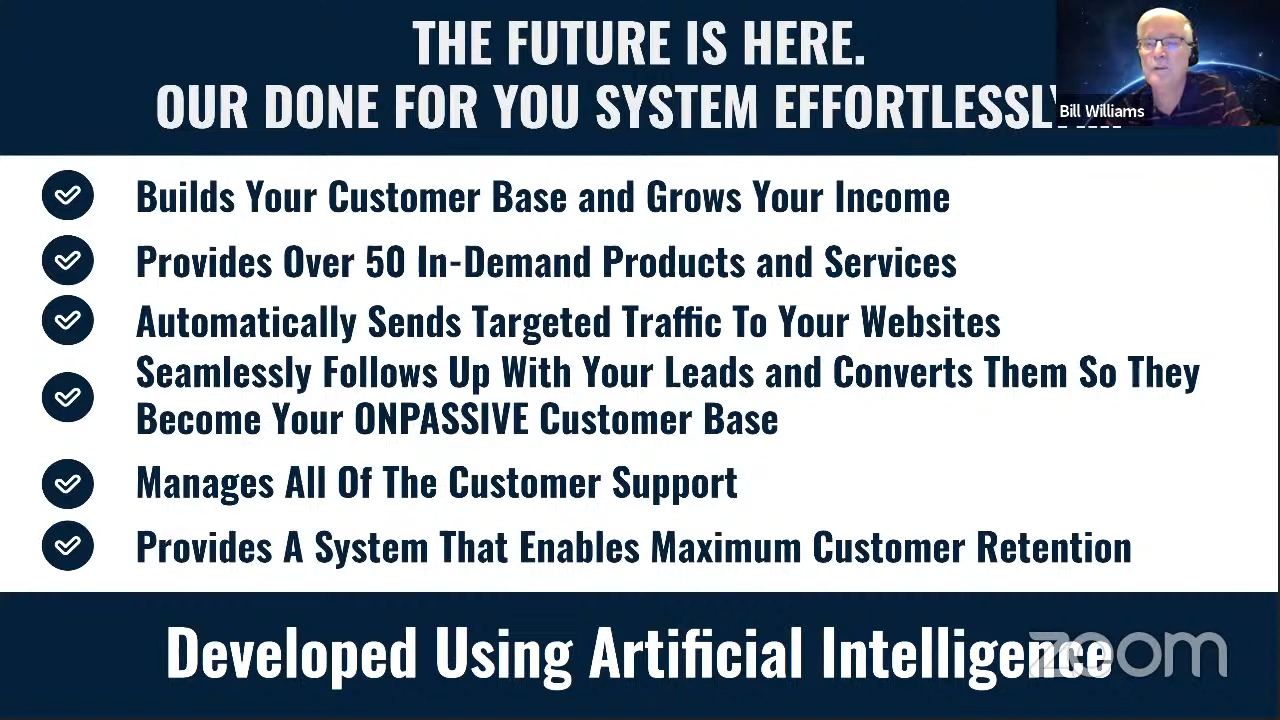 THE FUTURE IS HERE.
OUR DONE FOR YOU SYSTEM EFFORTLESSLY...
Bill Williams
Builds Your Customer Base and Grows Your Income
Provides Over 50 In-Demand Products and Services
Automatically Sends Targeted Traffic To Your Websites
Seamlessly Follows Up With Your Leads and Converts Them So They
Become Your ONPASSIVE Customer Base
Manages All Of The Customer Support
Provides A System That Enables Maximum Customer Retention
Developed Using Artificial Intelligence
zoom